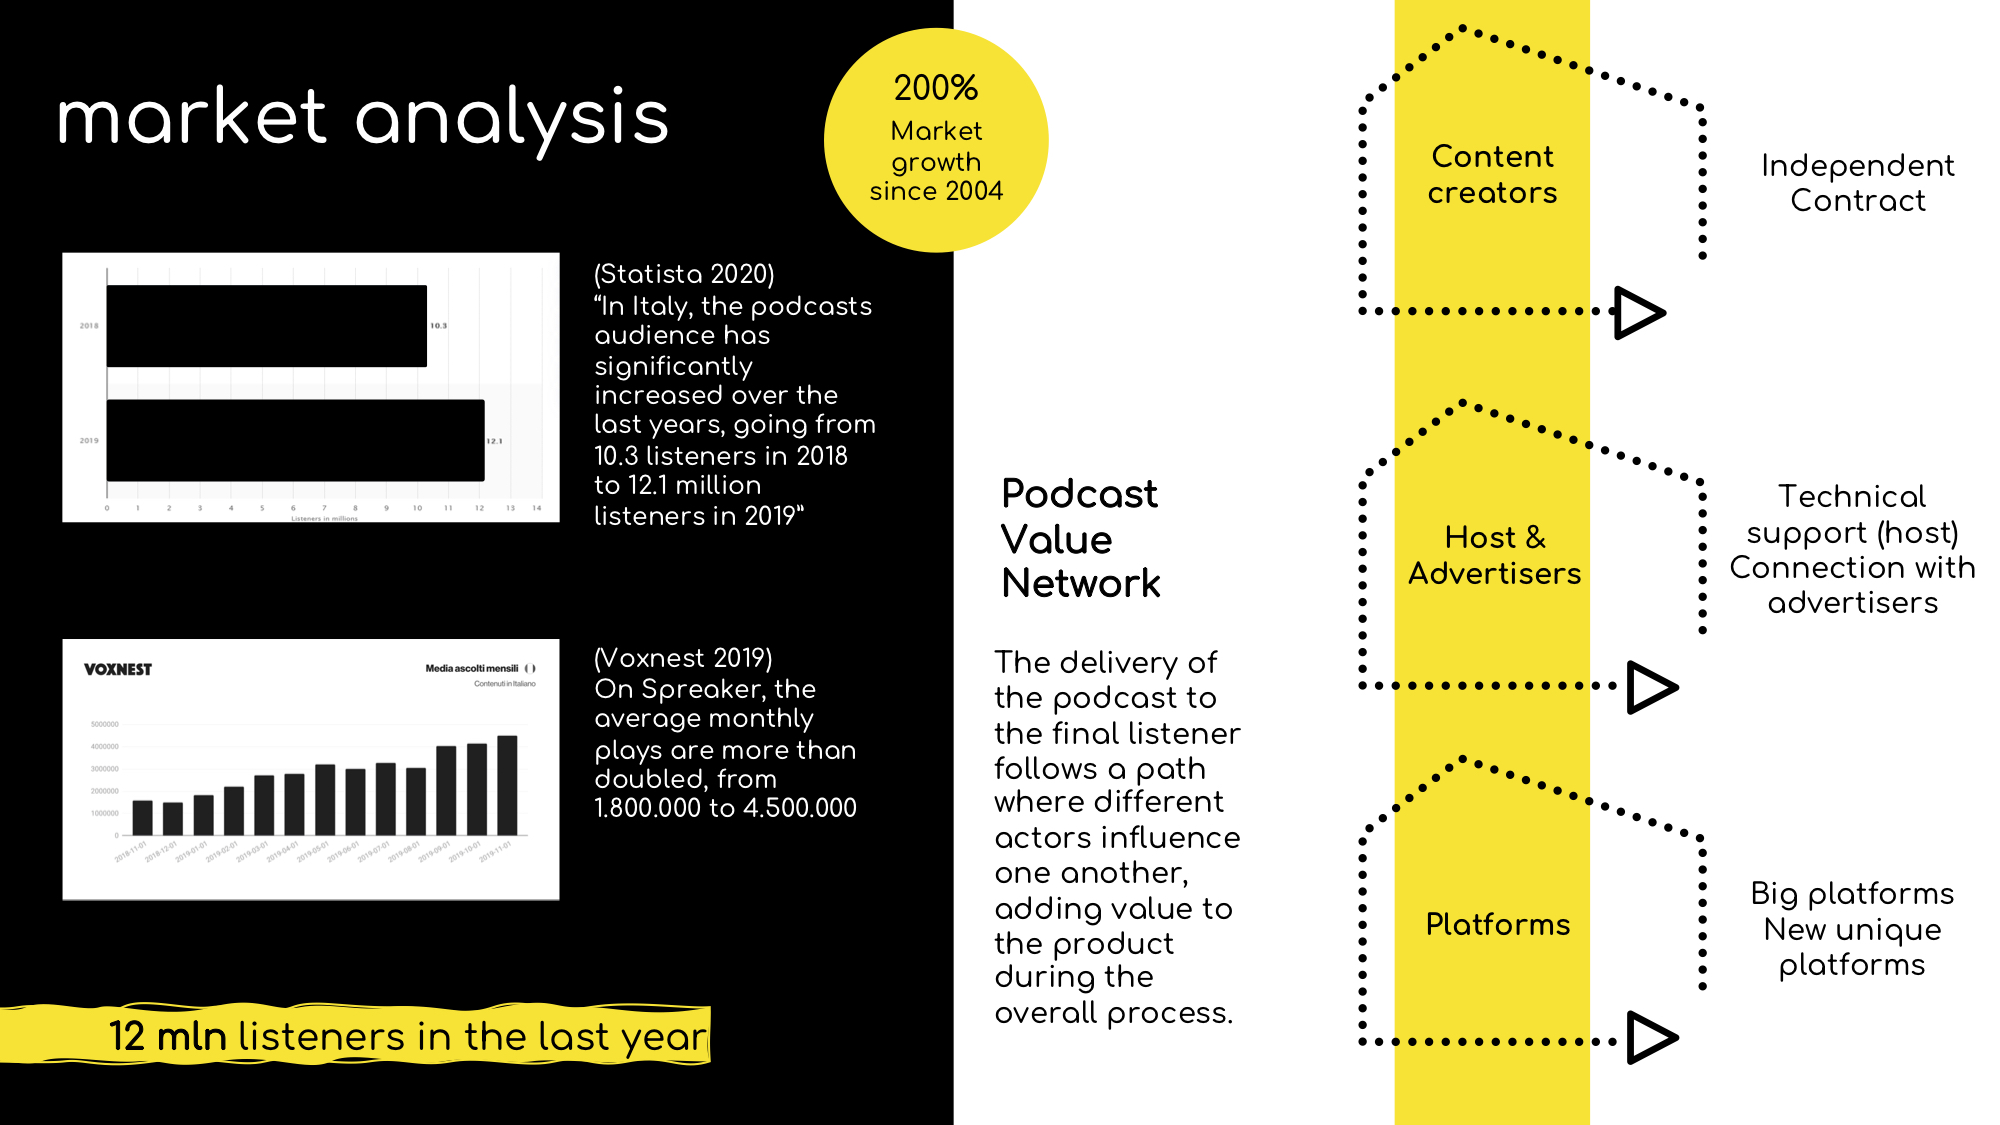 market analysis
200%
Market
growth
since 2004
2018
10.3
2019
12.1
0 1 2 3 4 5 6 7 8 9 10 11 12 13 14
Listeners in millions
(Statista 2020)
“In Italy, the podcasts
audience has
significantly
increased over the
last years, going from
10.3 listeners in 2018
to 12.1 million
listeners in 2019”
VOXNEST
Media ascolti mensili
Contenuti in Italiano
5000000
4000000
3000000
2000000
1000000
0
2018-11-01 2018-12-01 2019-01-01 2019-02-01 2019-03-01 2019-04-01 2019-05-01 2019-06-01 2019-07-01 2019-08-01 2019-09-01 2019-10-01 2019-11-01
(Voxnest 2019)
On Spreaker, the
average monthly
plays are more than
doubled, from
1.800.000 to 4.500.000
12 mln listeners in the last year
Podcast
Value
Network
The delivery of
the podcast to
the final listener
follows a path
where different
actors influence
one another,
adding value to
the product
during the
overall process.
Content
creators
Independent
Contract
Host &
Advertisers
Technical
support (host)
Connection with
advertisers
Platforms
Big platforms
New unique
platforms